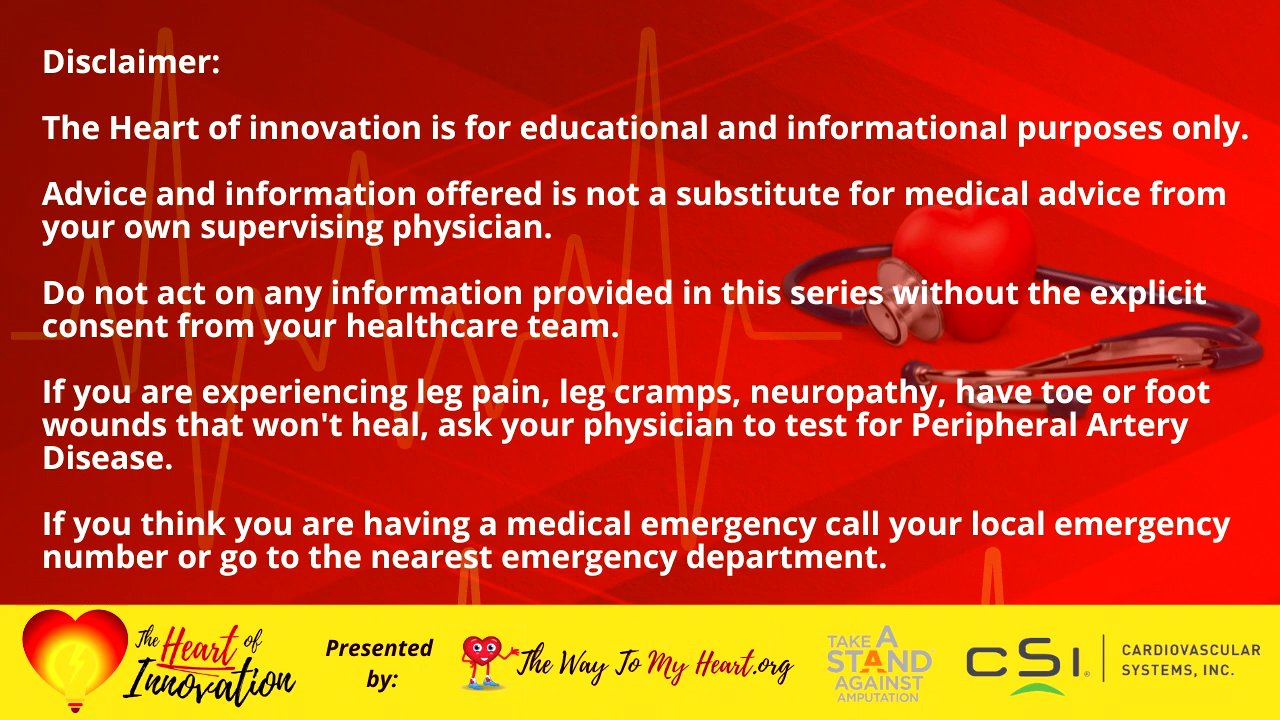 Disclaimer:
The Heart of innovation is for educational and informational purposes only.
Advice and information offered is not a substitute for medical advice from
your own supervising physician.
Do not act on any information provided in this series without the explicit
consent from your healthcare team.
If you are experiencing leg pain, leg cramps, neuropathy, have toe or foot
wounds that won't heal, ask your physician to test for Peripheral Artery
Disease.
If you think you are having a medical emergency call your local emergency
number or go to the nearest emergency department.
The Heart of
Innovation
Presented
by:
The Way To My Heart.org
TAKE A
STAND
AGAINST
AMPUTATION
CSI®
CARDIOVASCULAR
SYSTEMS, INC.